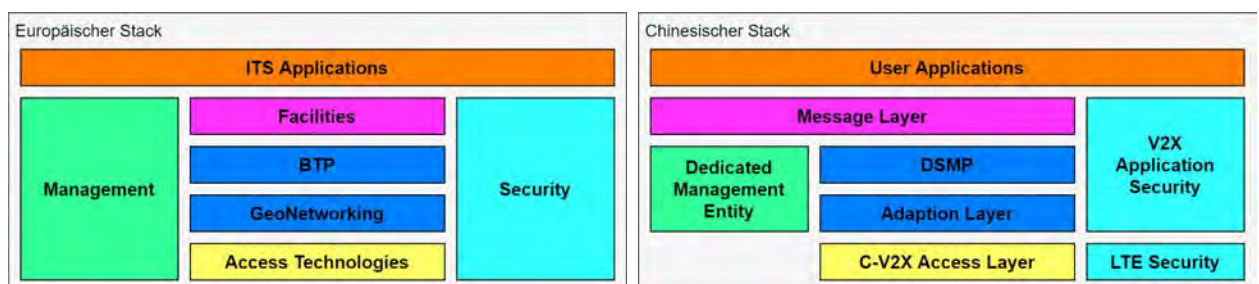 Europäischer Stack
ITS Applications
Management
Facilities
BTP
GeoNetworking
Access Technologies
Security
Chinesischer Stack
User Applications
Message Layer
Dedicated
Management
Entity
DSMP
Adaption Layer
C-V2X Access Layer
V2X
Application
Security
LTE Security